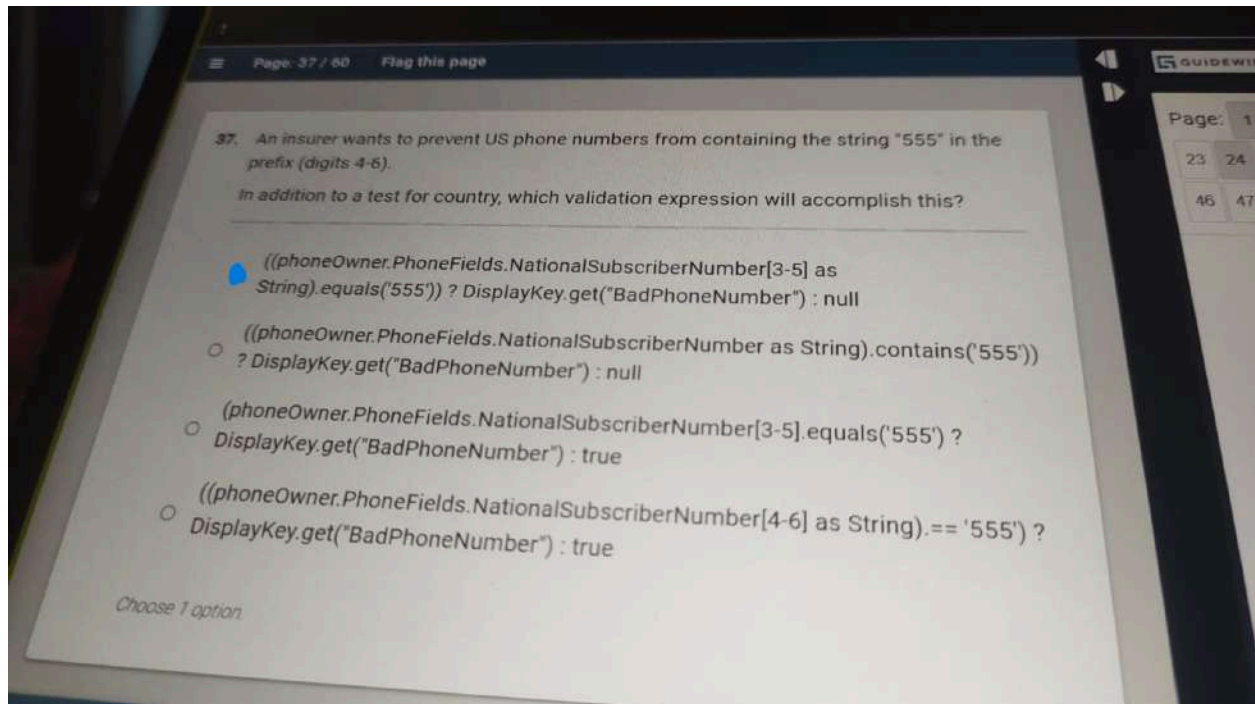 Page: 37 / 60 Flag this page
GUIDEWI
Page: 1
23 24
46 47
37. An insurer wants to prevent US phone numbers from containing the string "555" in the
prefix (digits 4-6).
In addition to a test for country, which validation expression will accomplish this?
((phoneOwner.PhoneFields.NationalSubscriberNumber[3-5] as
String).equals('555')) ? DisplayKey.get("BadPhoneNumber") : null
((phoneOwner.PhoneFields.NationalSubscriberNumber as String).contains('555'))
? DisplayKey.get("BadPhoneNumber") : null
(phoneOwner.PhoneFields.NationalSubscriberNumber[3-5].equals('555') ?
DisplayKey.get("BadPhoneNumber") : true
((phoneOwner.PhoneFields.NationalSubscriberNumber[4-6] as String).== '555') ?
DisplayKey.get("BadPhoneNumber") : true
Choose 1 option.